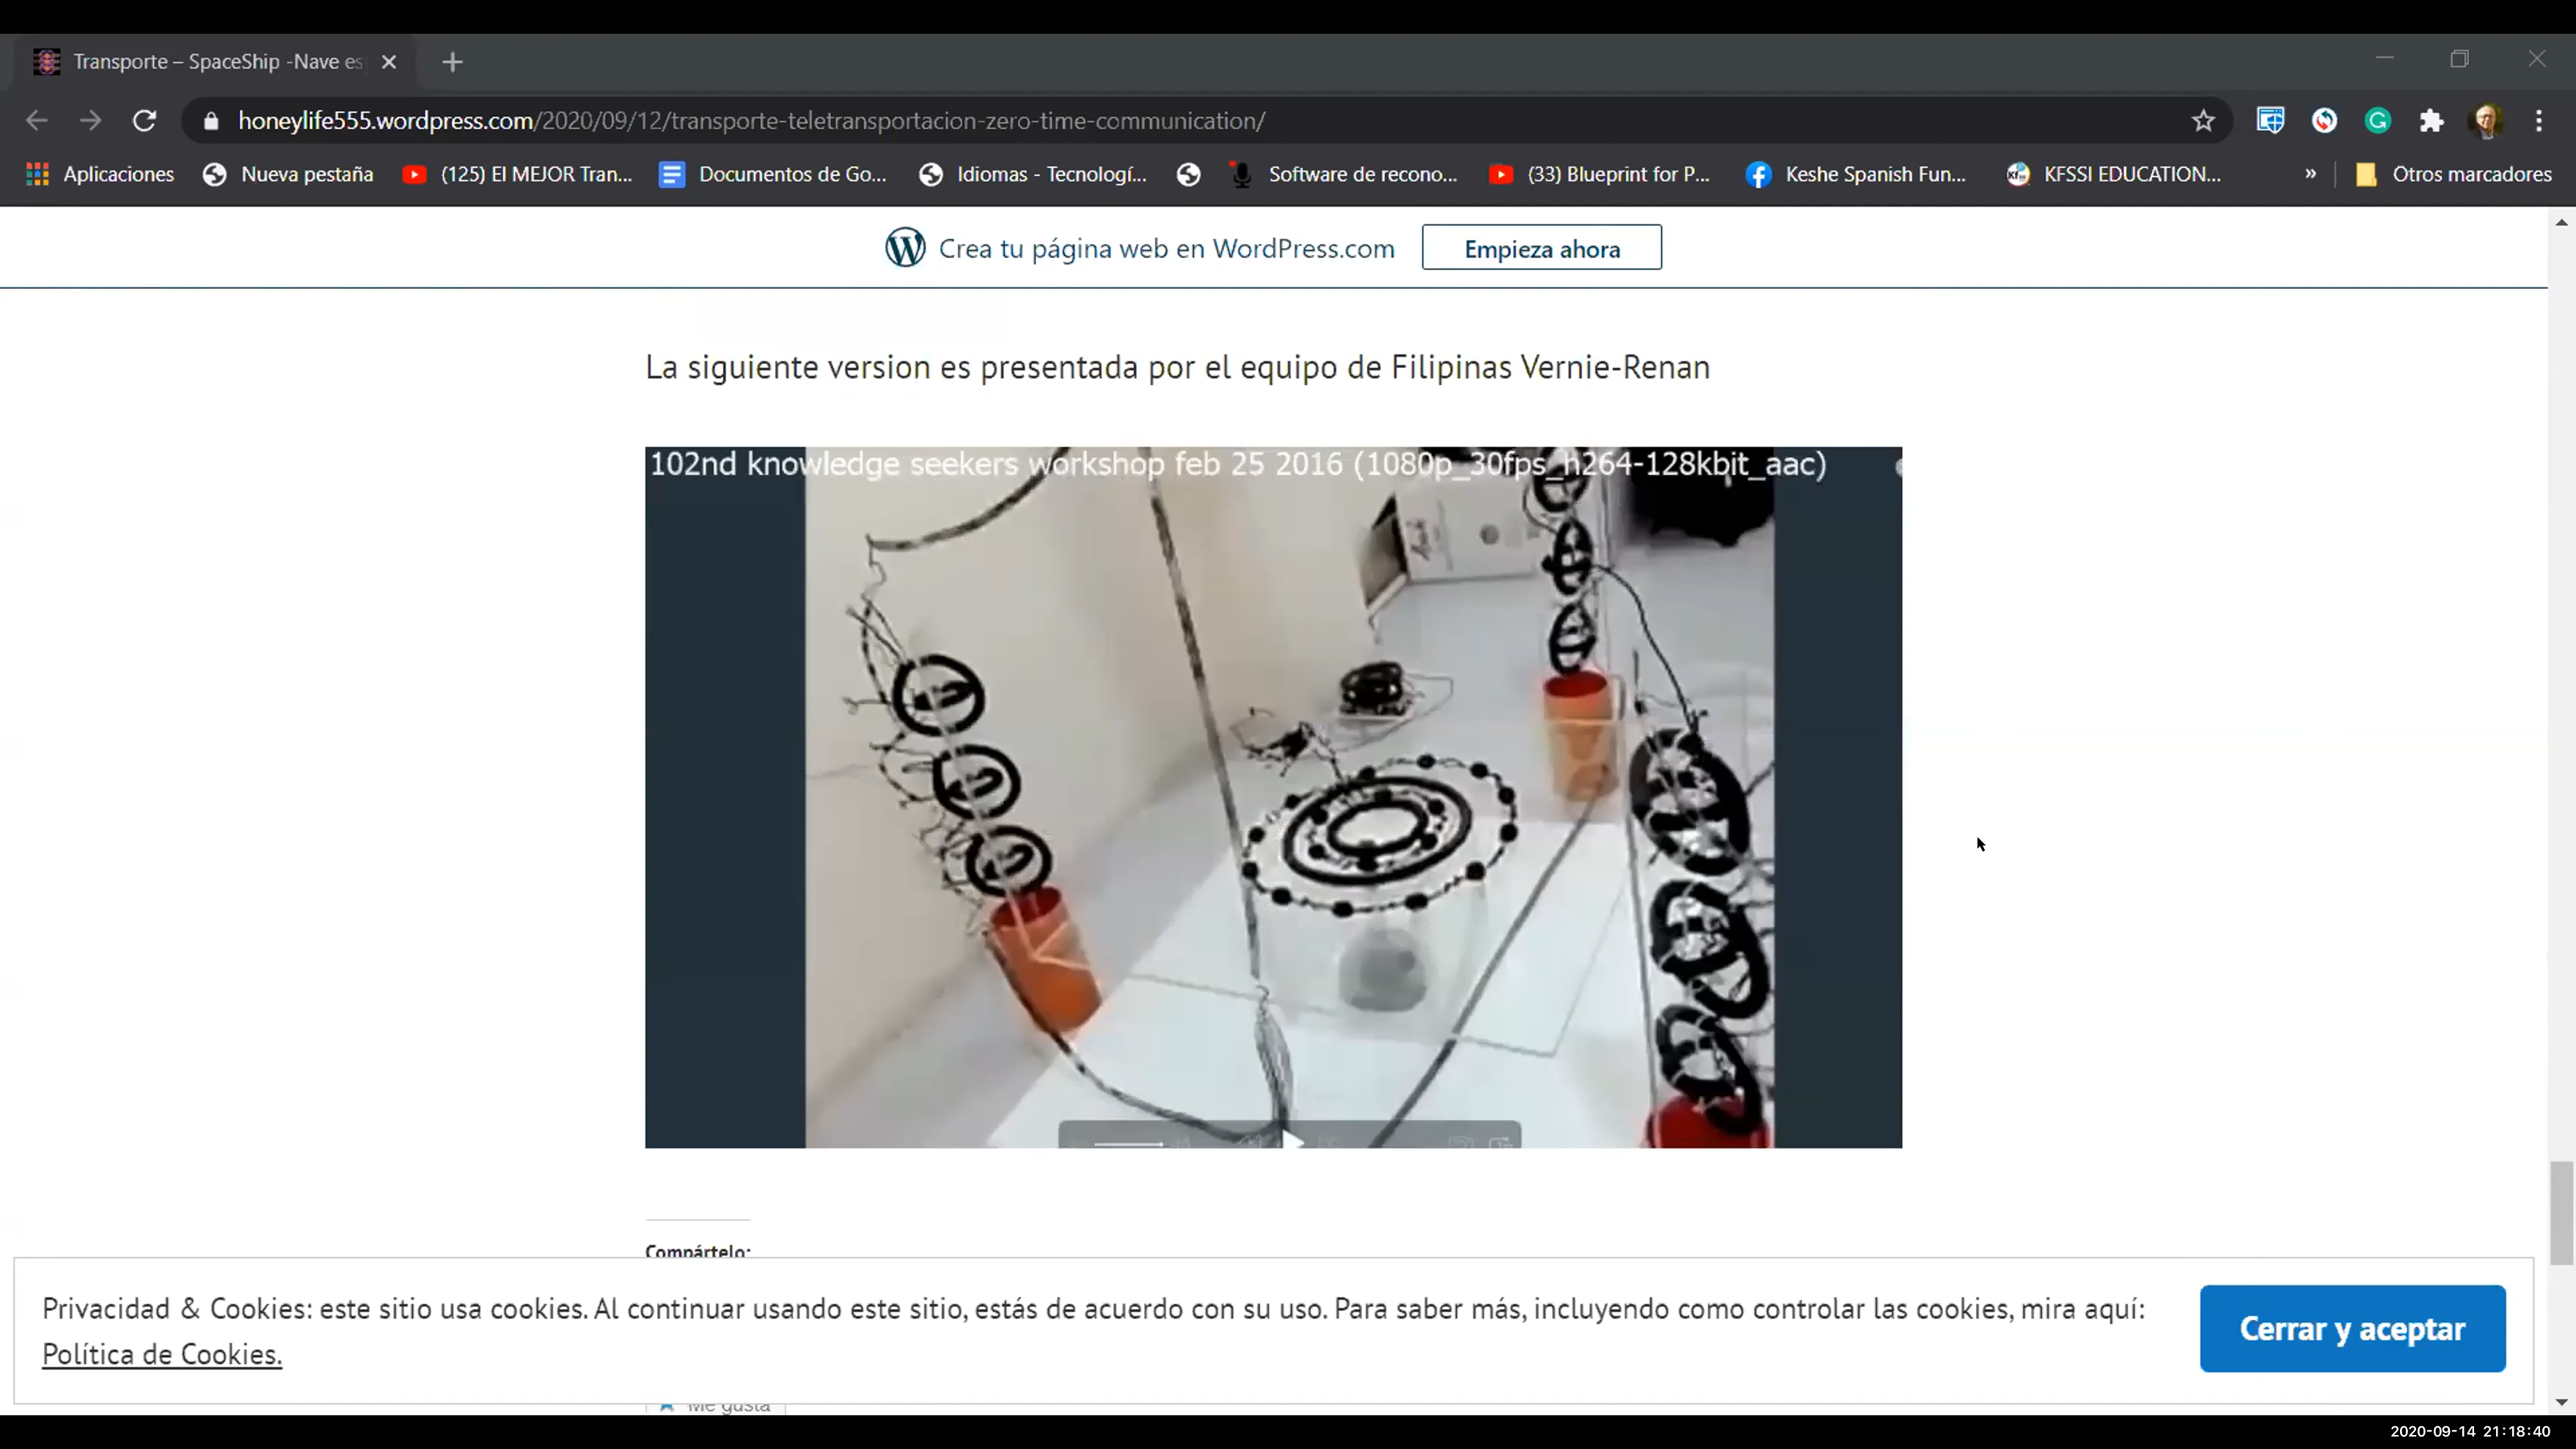 Transporte – SpaceShip -Nave es
honeylife555.wordpress.com/2020/09/12/transporte-teletransportacion-zero-time-communication/
Aplicaciones Nueva pestaña (125) El MEJOR Tran... Documentos de Go... Idiomas - Tecnologí... Software de recono... (33) Blueprint for P... Keshe Spanish Fun... KFSSI EDUCATION... » Otros marcadores
Crea tu página web en WordPress.com Empieza ahora
La siguiente version es presentada por el equipo de Filipinas Vernie-Renan
102nd knowledge seekers workshop feb 25 2016 (1080p_30fps_h264-128kbit_aac)
Compártelo:
Privacidad & Cookies: este sitio usa cookies. Al continuar usando este sitio, estás de acuerdo con su uso. Para saber más, incluyendo como controlar las cookies, mira aquí:
Política de Cookies.
Cerrar y aceptar
Me gusta
2020-09-14 21:18:40